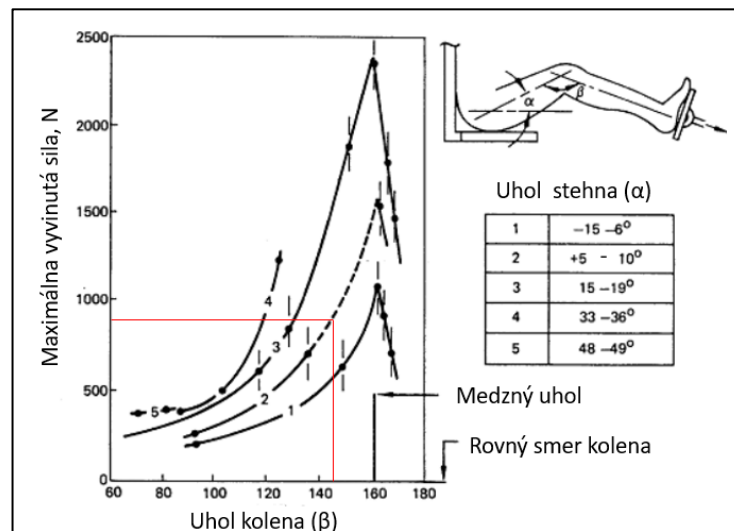 Maximálna vyvinutá sila, N
2500
2000
1500
1000
500
0
60
80
100
120
140
160
180
Uhol kolena (β)
5
4
3
2
1
α
β
Uhol stehna (α)
1 –15 –6°
2 +5 - 10°
3 15 –19°
4 33 –36°
5 48 –49°
Medzný uhol
Rovný smer kolena